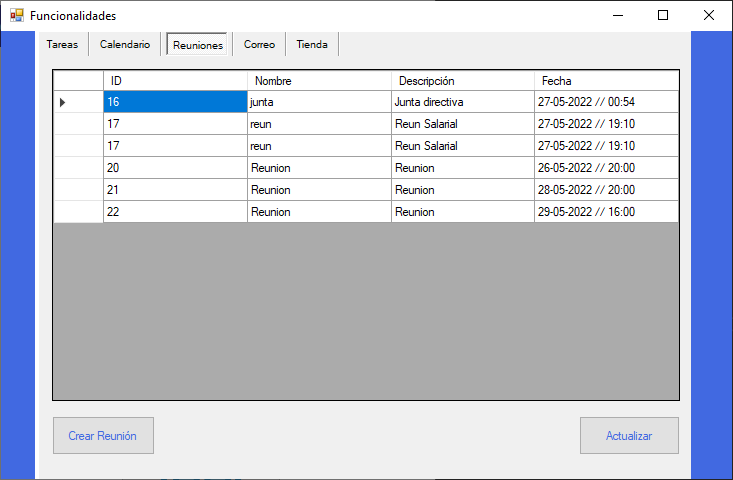 Funcionalidades
Tareas Calendario Reuniones Correo Tienda
ID Nombre Descripción Fecha
16 junta Junta directiva 27-05-2022 // 00:54
17 reun Reun Salarial 27-05-2022 // 19:10
17 reun Reun Salarial 27-05-2022 // 19:10
20 Reunion Reunion 26-05-2022 // 20:00
21 Reunion Reunion 28-05-2022 // 20:00
22 Reunion Reunion 29-05-2022 // 16:00
Crear Reunión Actualizar